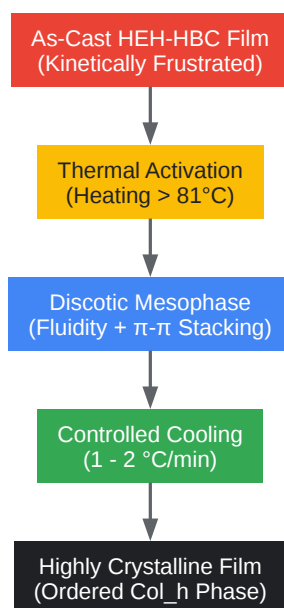 As-Cast HEH-HBC Film
(Kinetically Frustrated)
Thermal Activation
(Heating > 81°C)
Discotic Mesophase
(Fluidity + π-π Stacking)
Controlled Cooling
(1 - 2 °C/min)
Highly Crystalline Film
(Ordered Col_h Phase)